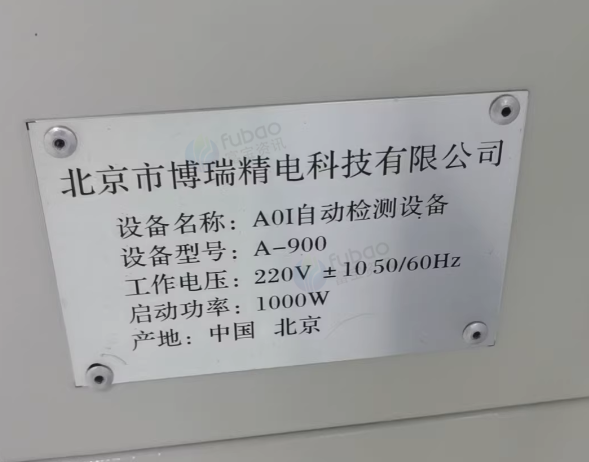 fubao
北京市博瑞精电科技有限公司
设备名称：A0I自动检测设备
设备型号：A-900
工作电压：220V ±10 50/60Hz
fubao
启动功率：1000W
产地：中国 北京